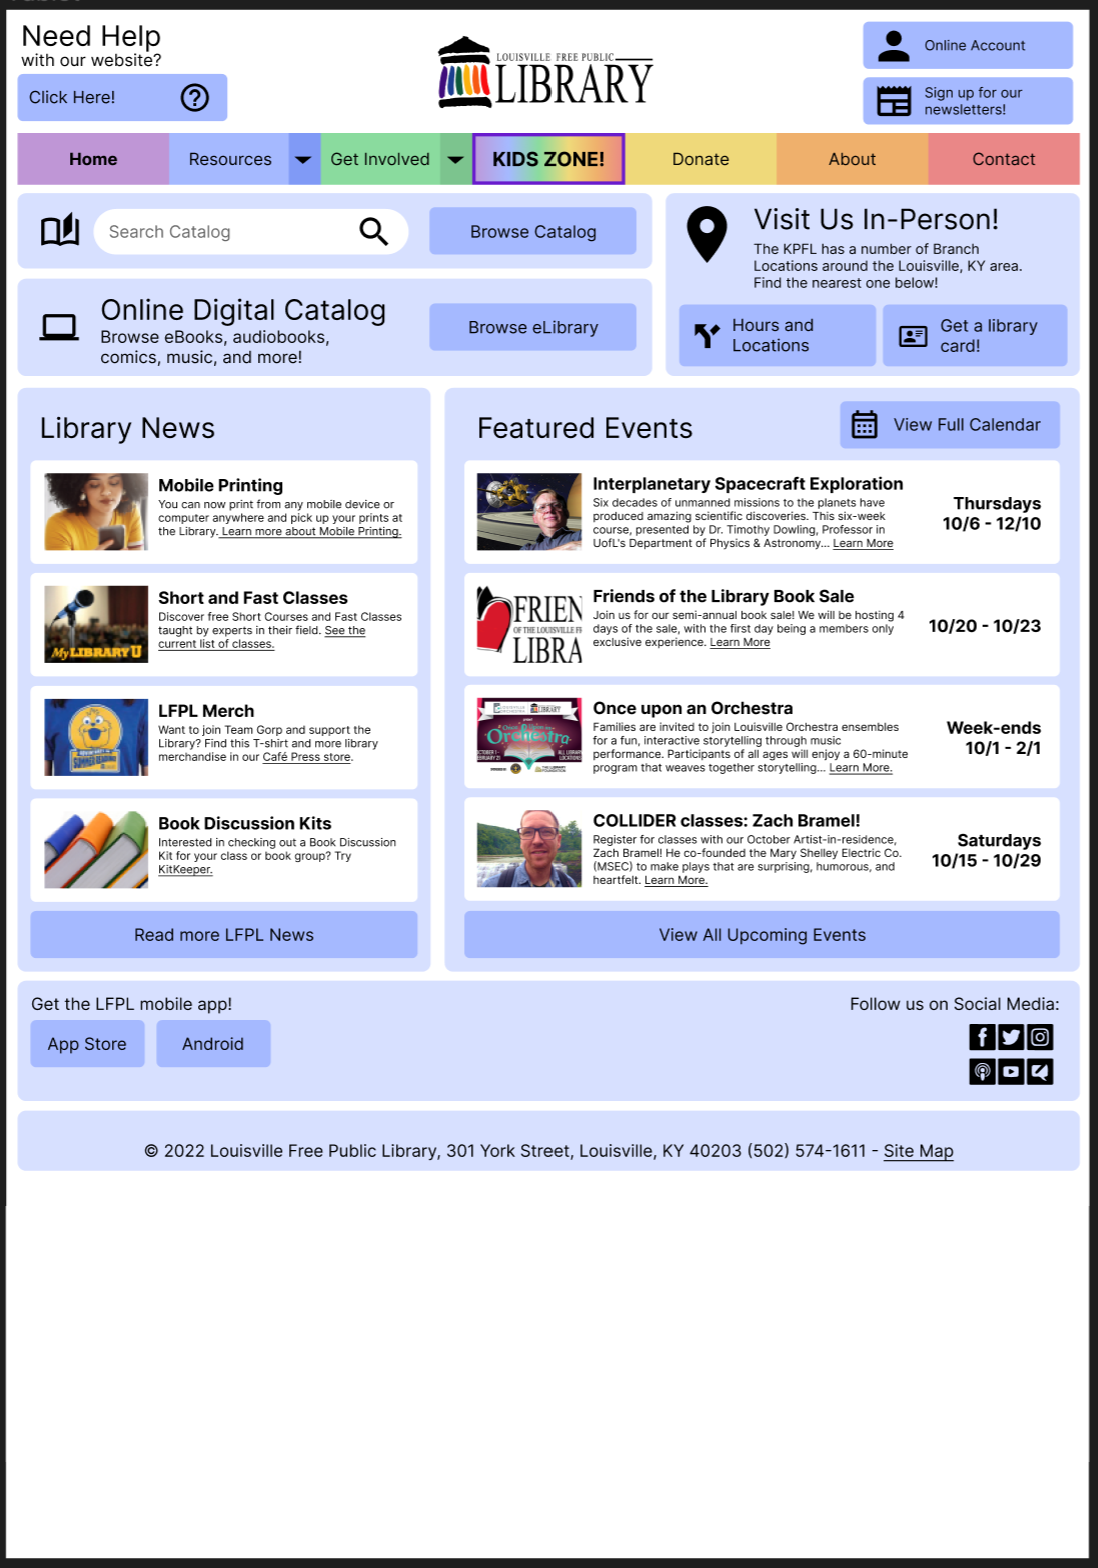 Need Help
with our website?
Click Here!
LOUISVILLE FREE PUBLIC
LIBRARY
Online Account
Sign up for our
newsletters!
Home
Resources
Get Involved
KIDS ZONE!
Donate
About
Contact
Search Catalog
Browse Catalog
Online Digital Catalog
Browse eBooks, audiobooks,
comics, music, and more!
Browse eLibrary
Visit Us In-Person!
The KPFL has a number of Branch
Locations around the Louisville, KY area.
Find the nearest one below!
Hours and
Locations
Get a library
card!
Library News
Mobile Printing
You can now print from any mobile device or
computer anywhere and pick up your prints at
the Library. Learn more about Mobile Printing.
My LIBRARY U
Short and Fast Classes
Discover free Short Courses and Fast Classes
taught by experts in their field. See the
current list of classes.
SUMMER READING
LFPL Merch
Want to join Team Gorp and support the
Library? Find this T-shirt and more library
merchandise in our Café Press store.
Book Discussion Kits
Interested in checking out a Book Discussion
Kit for your class or book group? Try
KitKeeper.
Read more LFPL News
Featured Events
View Full Calendar
Interplanetary Spacecraft Exploration
Six decades of unmanned missions to the planets have
produced amazing scientific discoveries. This six-week
course, presented by Dr. Timothy Dowling, Professor in
UofL's Department of Physics & Astronomy... Learn More
Thursdays
10/6 - 12/10
FRIEN
OF THE LOUISVILLE FR
LIBRA
Friends of the Library Book Sale
Join us for our semi-annual book sale! We will be hosting 4
days of the sale, with the first day being a members only
exclusive experience. Learn More
10/20 - 10/23
Orchestra
Once upon an Orchestra
Families are invited to join Louisville Orchestra ensembles
for a fun, interactive storytelling through music
performance. Participants of all ages will enjoy a 60-minute
program that weaves together storytelling... Learn More.
Week-ends
10/1 - 2/1
COLLIDER classes: Zach Bramel!
Register for classes with our October Artist-in-residence,
Zach Bramel! He co-founded the Mary Shelley Electric Co.
(MSEC) to make plays that are surprising, humorous, and
heartfelt. Learn More.
Saturdays
10/15 - 10/29
View All Upcoming Events
Get the LFPL mobile app!
App Store
Android
Follow us on Social Media:
© 2022 Louisville Free Public Library, 301 York Street, Louisville, KY 40203 (502) 574-1611 - Site Map